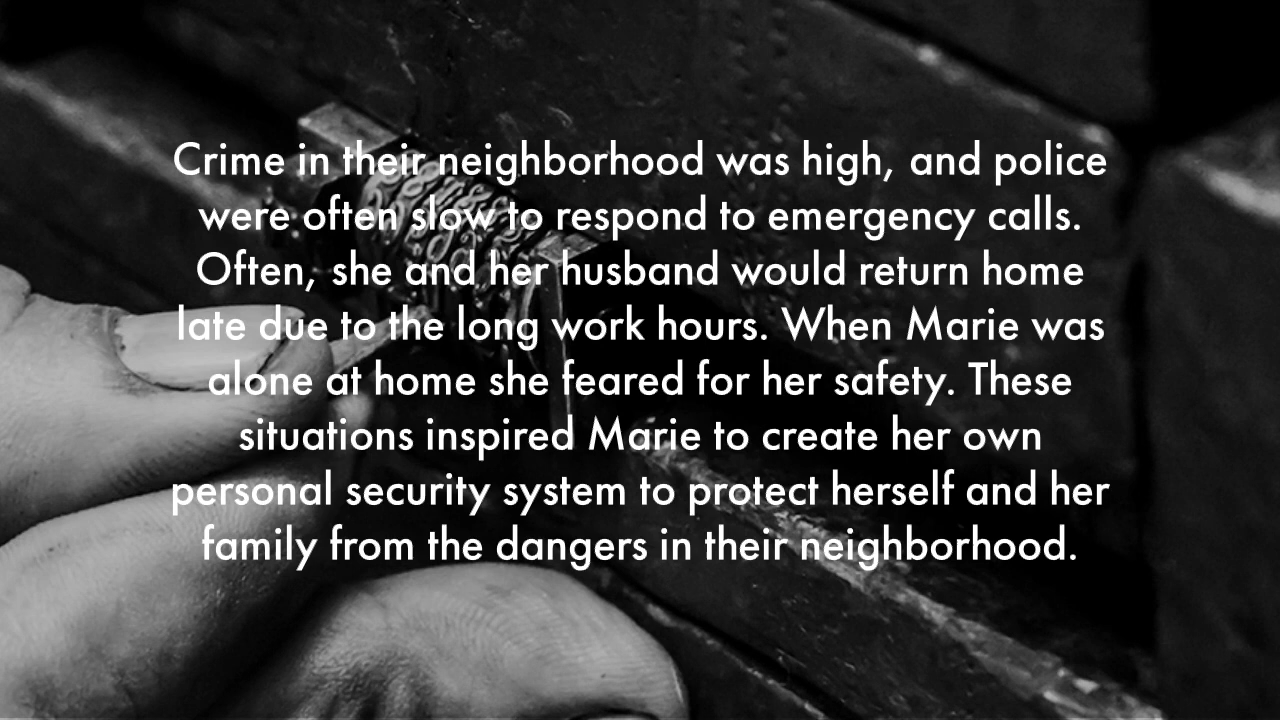 Crime in their neighborhood was high, and police
were often slow to respond to emergency calls.
Often, she and her husband would return home
late due to the long work hours. When Marie was
alone at home she feared for her safety. These
situations inspired Marie to create her own
personal security system to protect herself and her
family from the dangers in their neighborhood.